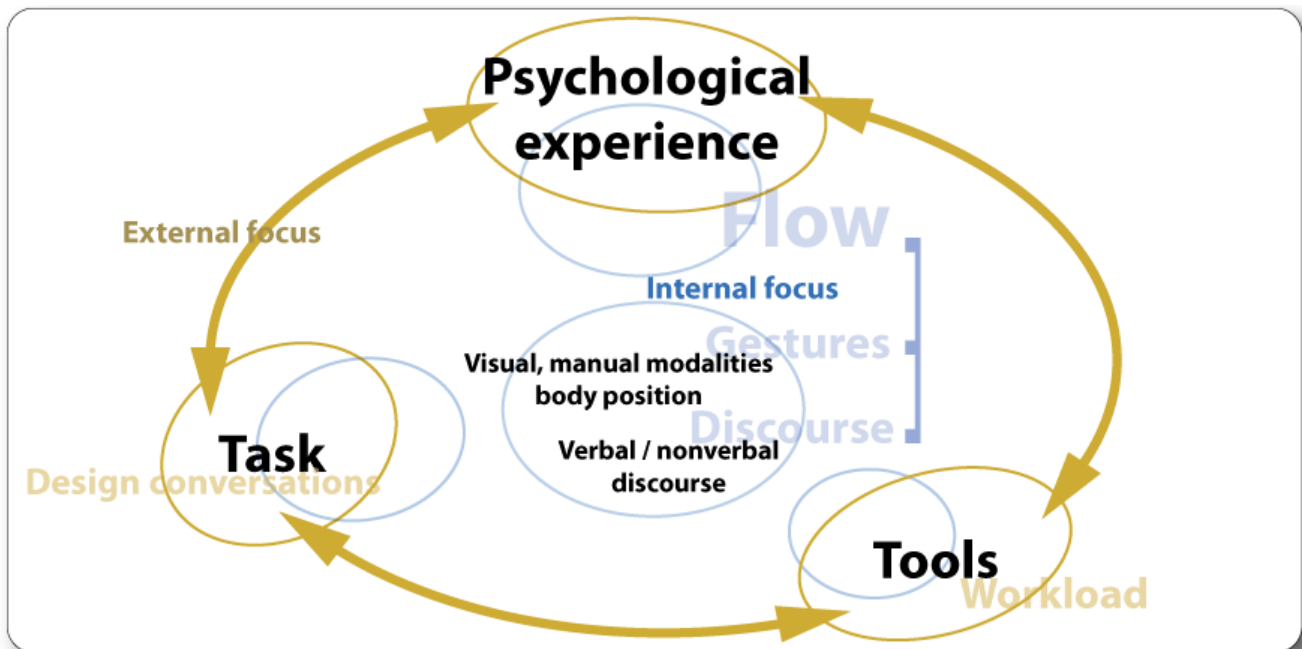 Psychological
experience
Flow
External focus
Internal focus
Gestures
Visual, manual modalities
body position
Discourse
Verbal / nonverbal
discourse
Task
Design conversations
Tools
Workload